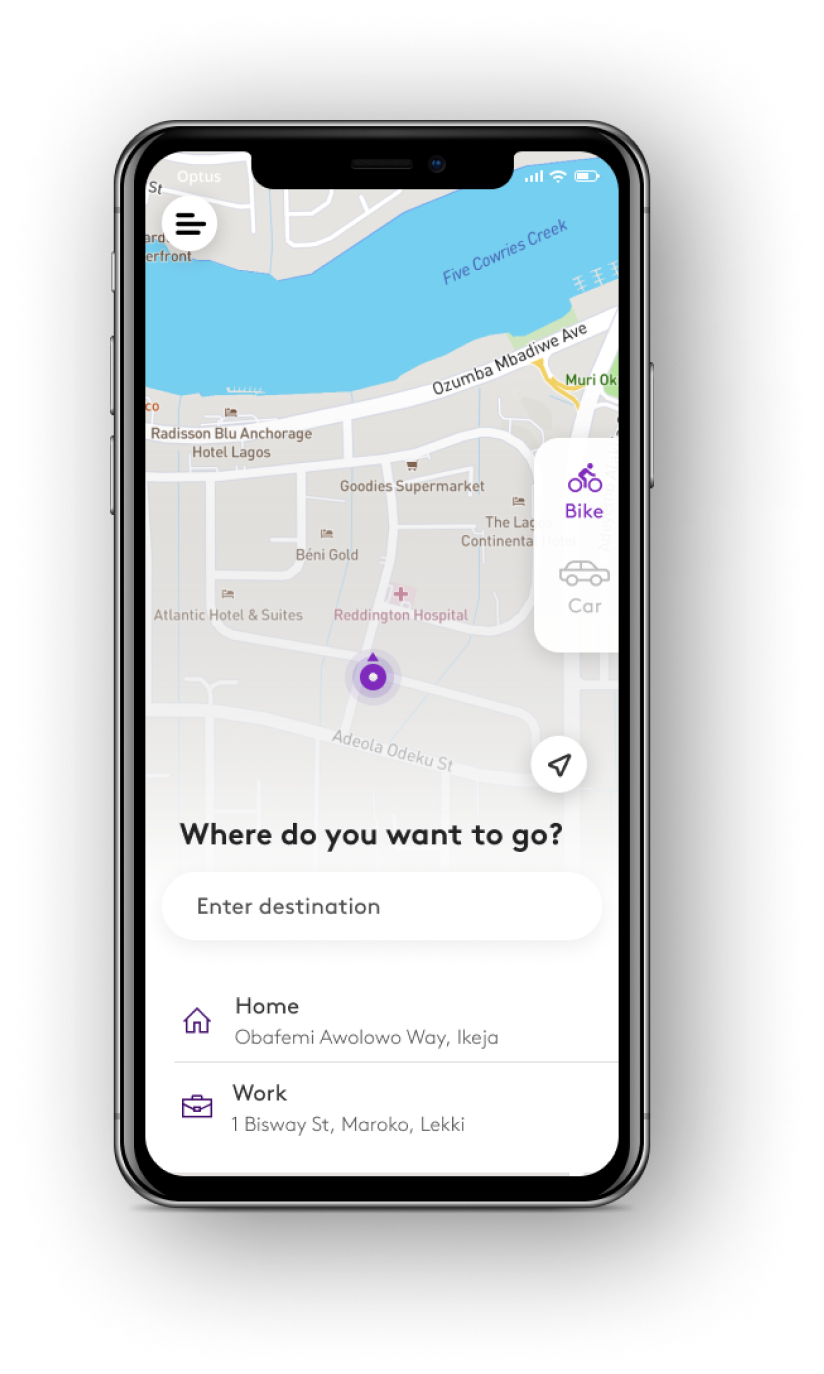 Optus
St
erfront
Five Cowries Creek
Ozumba Mbadiwe Ave
Muri Ok
co
Radisson Blu Anchorage
Hotel Lagos
Goodies Supermarket
Bike
The Lag
Continental
Béni Gold
Car
Atlantic Hotel & Suites
Reddington Hospital
Adeola Odeku St
Where do you want to go?
Enter destination
Home
Obafemi Awolowo Way, Ikeja
Work
1 Bisway St, Maroko, Lekki